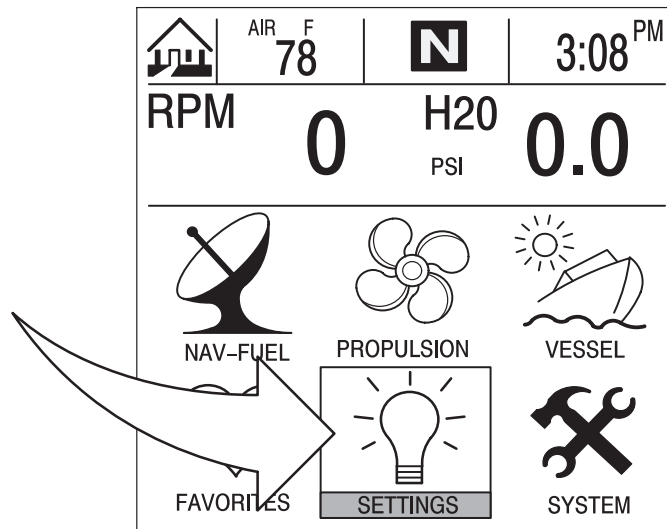 AIR F
78
N
3:08 PM
RPM 0 H20 PSI 0.0
NAV-FUEL PROPULSION VESSEL
FAVORITES SETTINGS SYSTEM